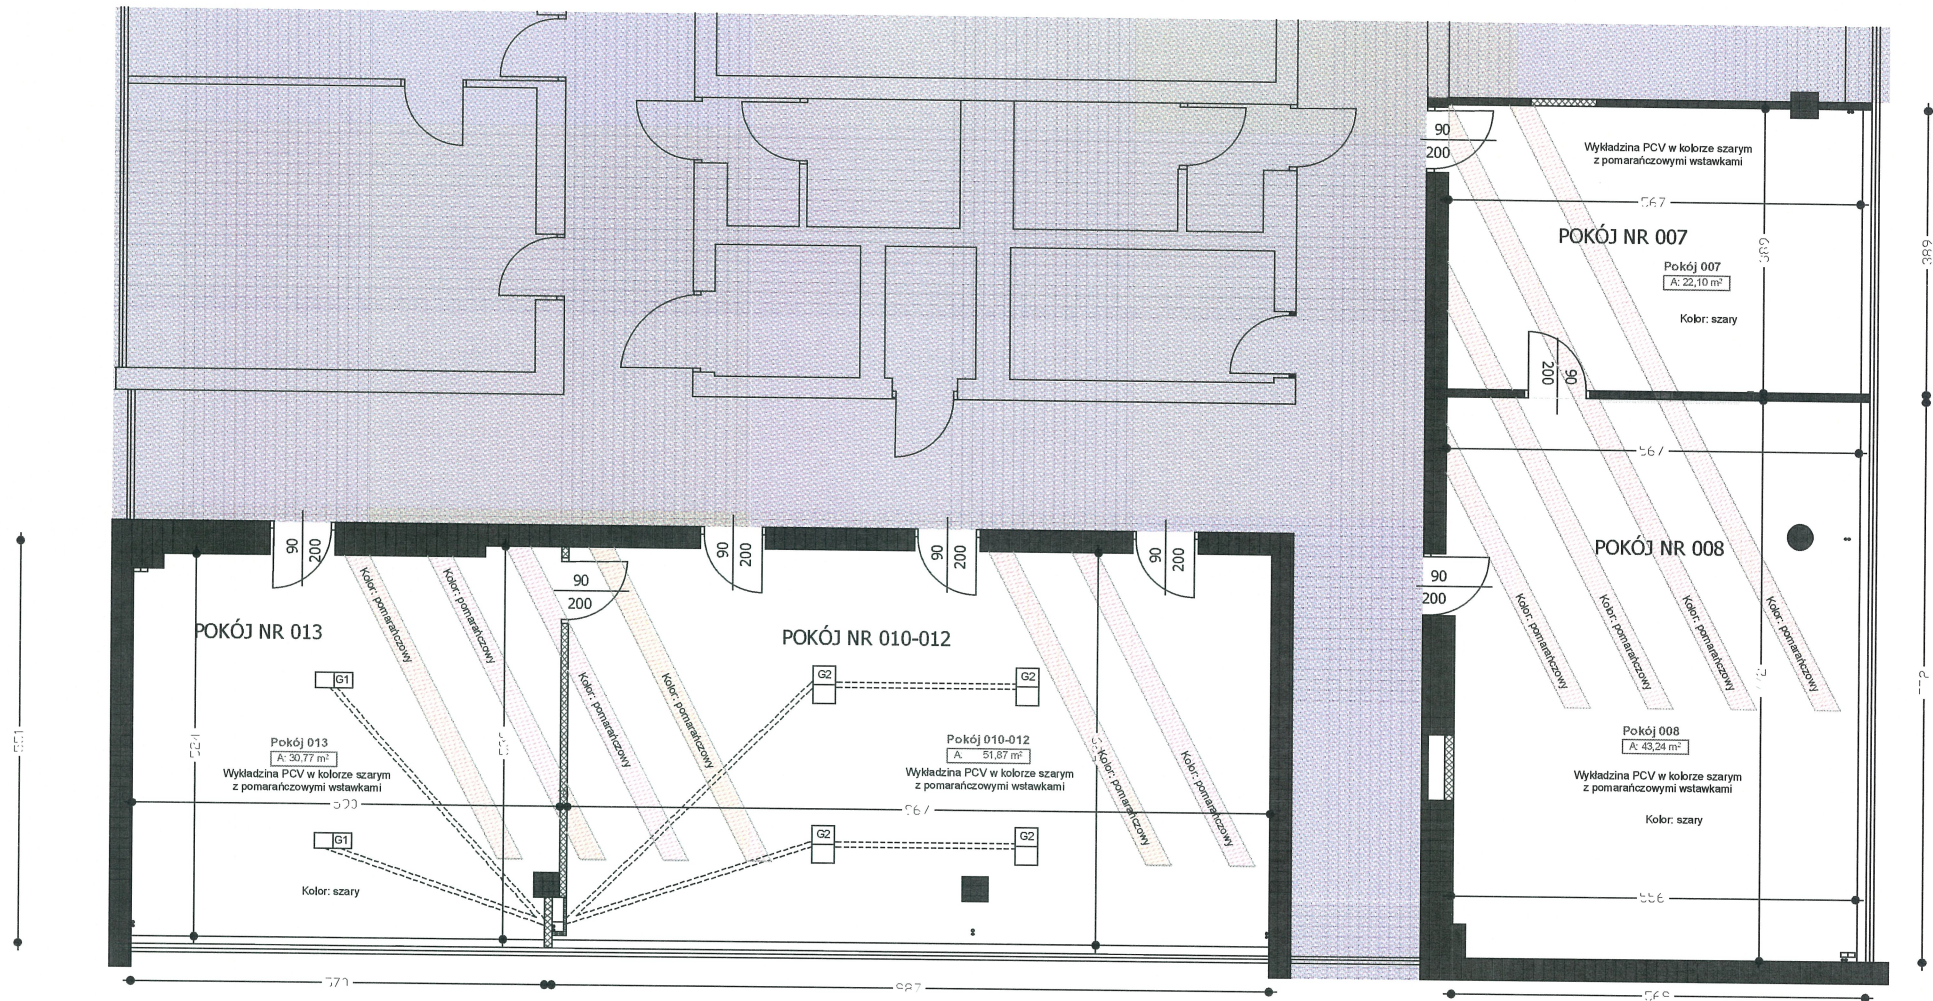 90
200
Wykładzina PCV w kolorze szarym
z pomarańczowymi wstawkami
567
POKÓJ NR 007
389
389
Pokój 007
A: 22,10 m²
Kolor: szary
200
90
567
POKÓJ NR 008
90
200
Kolor: pomarańczowy
Kolor: pomarańczowy
Kolor: pomarańczowy
Kolor: pomarańczowy
Pokój 008
A: 43,24 m²
Wykładzina PCV w kolorze szarym
z pomarańczowymi wstawkami
Kolor: szary
90
200
90
200
90
200
90
200
90
200
POKÓJ NR 013
Kolor: pomarańczowy
Kolor: pomarańczowy
Kolor: pomarańczowy
Kolor: pomarańczowy
G1
Pokój 013
A: 30,77 m²
Wykładzina PCV w kolorze szarym
z pomarańczowymi wstawkami
G1
Kolor: szary
POKÓJ NR 010-012
G2
G2
Pokój 010-012
A: 51,87 m²
Wykładzina PCV w kolorze szarym
z pomarańczowymi wstawkami
Kolor: pomarańczowy
Kolor: pomarańczowy
G2
G2